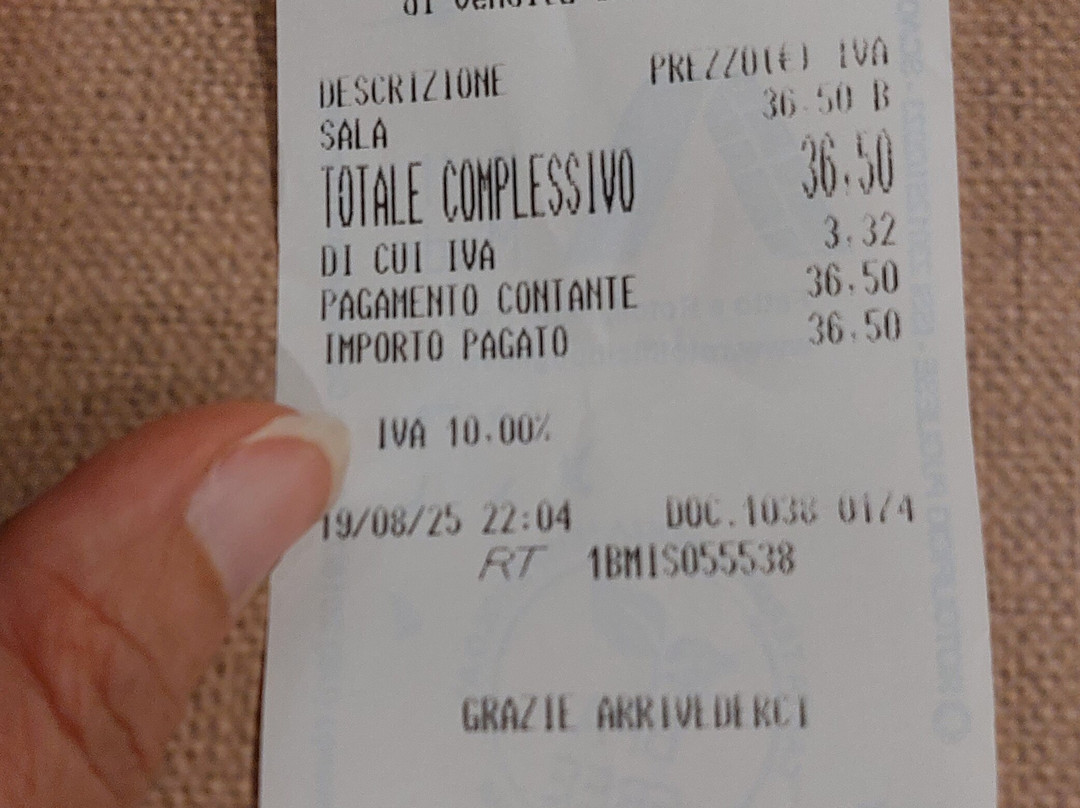 di vendita
DESCRIZIONE PREZZO(€) IVA
SALA 36.50 B
TOTALE COMPLESSIVO 36,50
DI CUI IVA 3,32
PAGAMENTO CONTANTE 36,50
IMPORTO PAGATO 36,50
IVA 10,00%
19/08/25 22:04 DOC.1038 0174
RT 1BMIS055538
GRAZIE ARRIVEDERCI